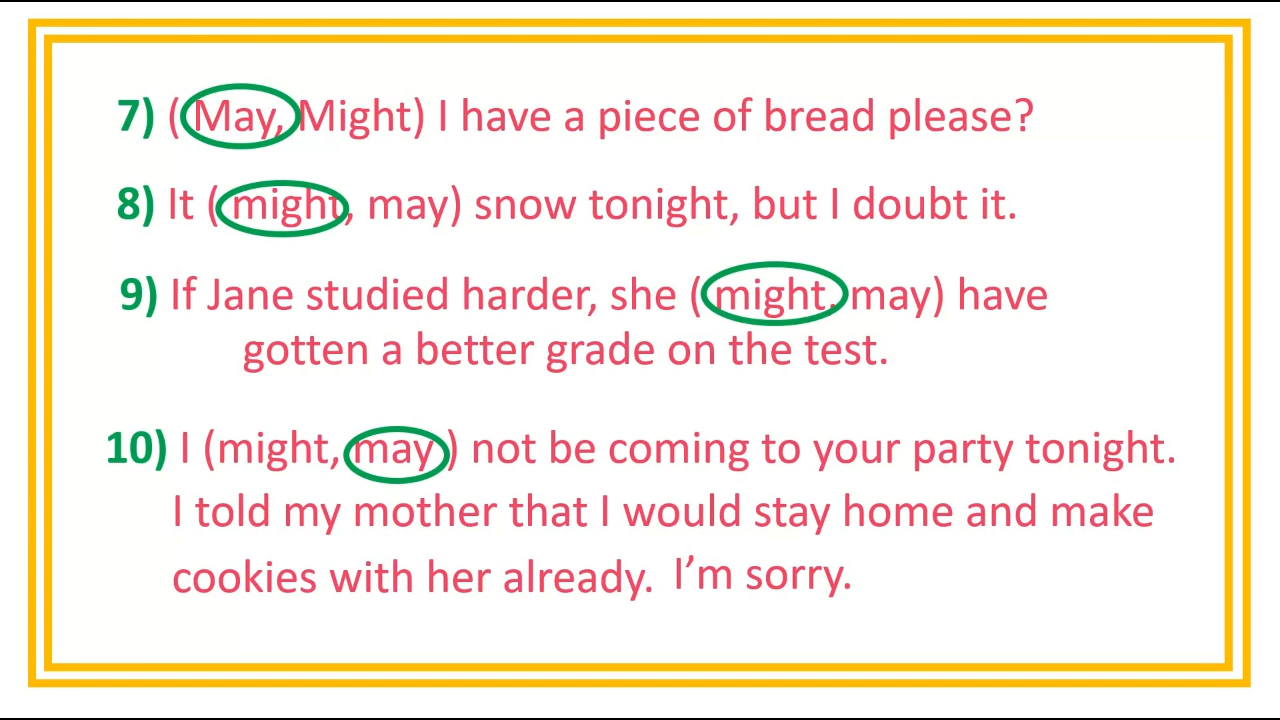 7) ( May, Might) I have a piece of bread please?
8) It ( might, may) snow tonight, but I doubt it.
9) If Jane studied harder, she ( might, may) have
gotten a better grade on the test.
10) I (might, may ) not be coming to your party tonight.
I told my mother that I would stay home and make
cookies with her already. I’m sorry.